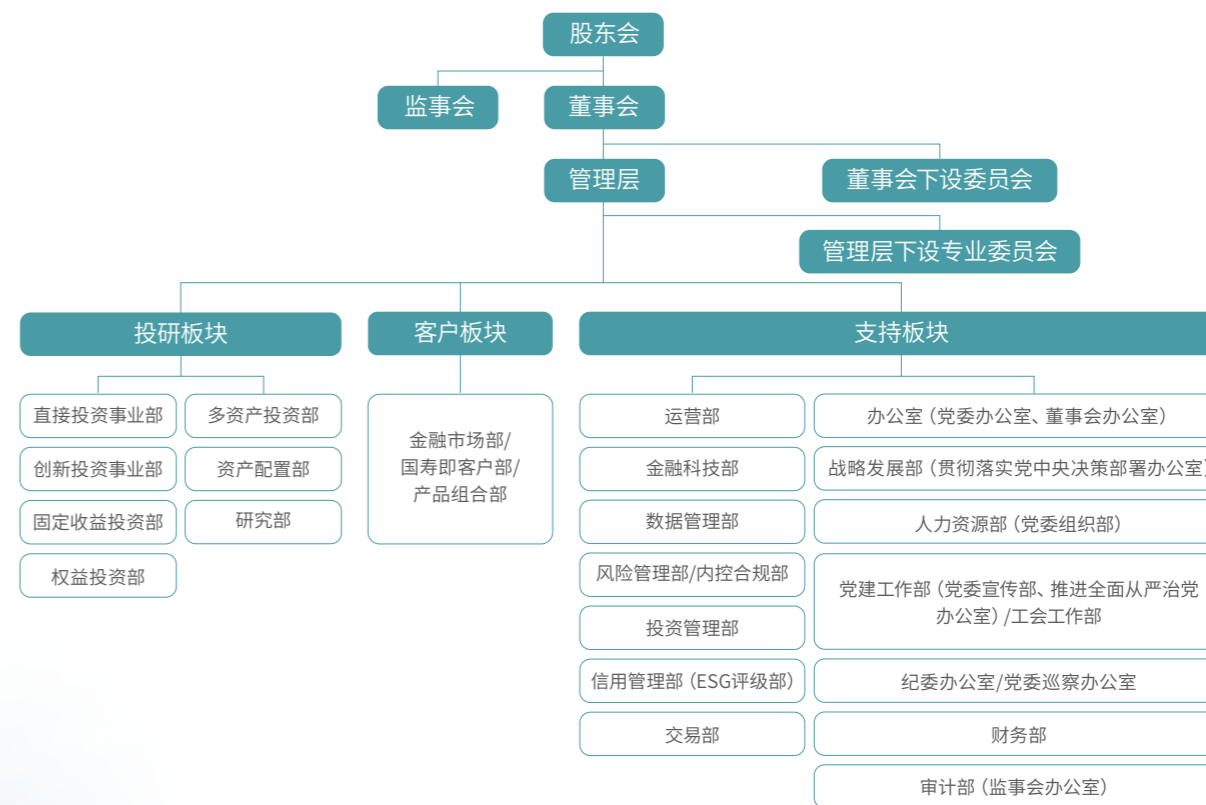 股东会
监事会
董事会
管理层
董事会下设委员会
管理层下设专业委员会
投研板块
直接投资事业部
创新投资事业部
固定收益投资部
权益投资部
多资产投资部
资产配置部
研究部
客户板块
金融市场部/
国寿即客户部/
产品组合部
支持板块
运营部
金融科技部
数据管理部
风险管理部/内控合规部
投资管理部
信用管理部（ESG评级部）
交易部
办公室（党委办公室、董事会办公室）
战略发展部（贯彻落实党中央决策部署办公室）
人力资源部（党委组织部）
党建工作部（党委宣传部、推进全面从严治党
办公室）/工会工作部
纪委办公室/党委巡察办公室
财务部
审计部（监事会办公室）